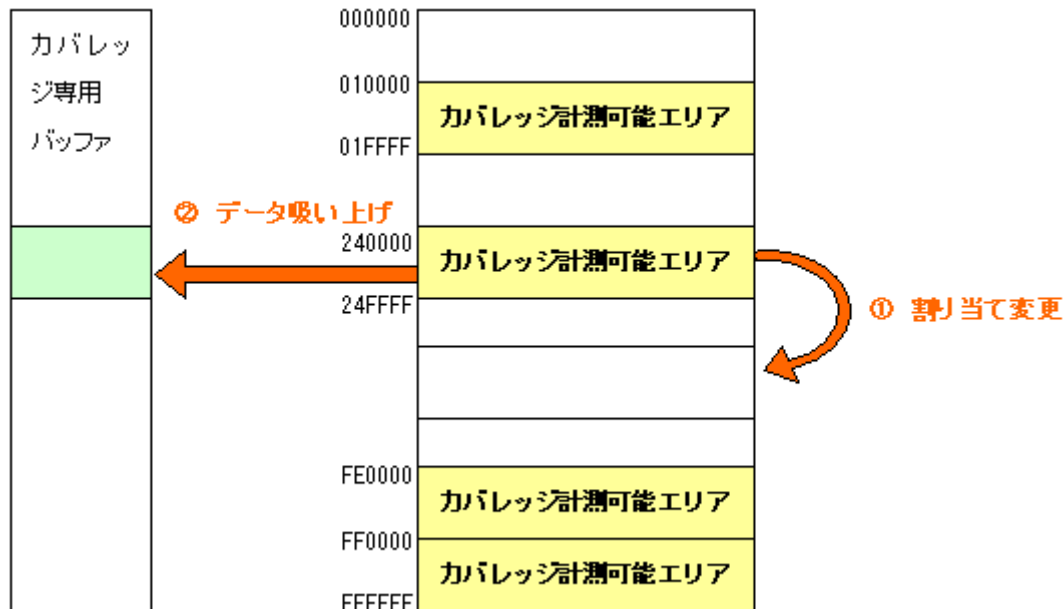 カバレッ
ジ専用
バッファ
000000
010000
カバレッジ計測可能エリア
01FFFF
② データ吸い上げ
240000
カバレッジ計測可能エリア
24FFFF
① 割り当て変更
FE0000
カバレッジ計測可能エリア
FF0000
カバレッジ計測可能エリア
FFFFFF